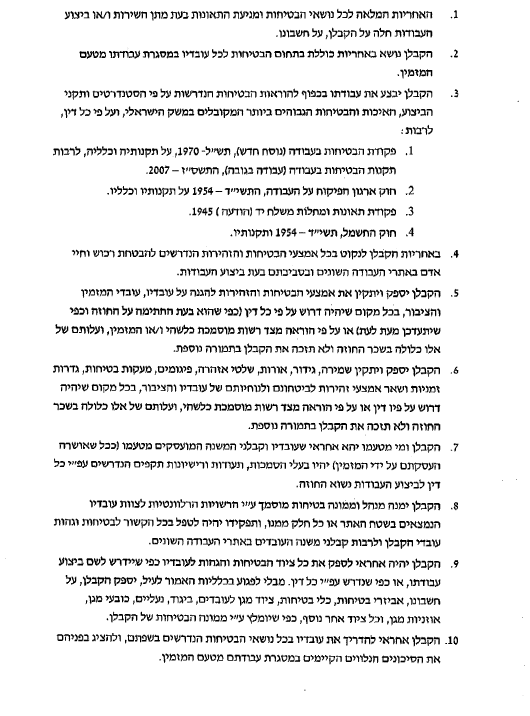 1. האחריות המלאה לכל נושאי הבטיחות ומניעת התאונות בעת מתן השירות ו/או ביצוע
העבודות חלה על הקבלן, על חשבונו.
2. הקבלן נושא באחריות כוללת בתחום הבטיחות לכל עובדיו במסגרת עבודתו מטעם
המזמין.
3. הקבלן יבצע את עבודתו בכפוף להוראות הבטיחות הנדרשות על פי הסטנדרטים ותקני
הביצוע, האיכות והבטיחות הגבוהים ביותר המקובלים במשק הישראלי, ועל פי כל דין,
לרבות:
1. פקודת הבטיחות בעבודה (נוסח חדש), תש"ל- 1970, על תקנותיה וכלליה, לרבות
תקנות הבטיחות בעבודה (עבודה בגובה), התשס"ז – 2007.
2. חוק ארגון הפיקוח על העבודה, התשי"ד – 1954 על תקנותיו וכלליו.
3. פקודת תאונות ומחלות משלח יד (הודעה) 1945.
4. חוק החשמל, תשי"ד – 1954 ותקנותיו.
4. באחריות הקבלן לנקוט בכל אמצעי הבטיחות והזהירות הנדרשים להבטחת רכוש וחיי
אדם באתרי העבודה השונים ובסביבתם בעת ביצוע העבודות.
5. הקבלן יספק ויתקין את אמצעי הבטיחות והזהירות להגנה על עובדיו, עובדי המזמין
והציבור, בכל מקום שיהיה דרוש על פי כל דין (כפי שהוא בעת החתימה על החוזה וכפי
שיתעדכן מעת לעת) או על פי הוראה מצד רשות מוסמכת כלשהי ו/או המזמין, ועלותם של
אלו כלולה בשכר החוזה ולא תזכה את הקבלן בתמורה נוספת.
6. הקבלן יספק ויתקין שמירה, גידור, אורות, שלטי אזהרה, פיגומים, מעקות בטיחות, גדרות
זמניות ושאר אמצעי זהירות לביטחונם ולנוחיותם של עובדיו והציבור, בכל מקום שיהיה
דרוש על פיו דין או על פי הוראה מצד רשות מוסמכת כלשהי, ועלותם של אלו כלולה בשכר
החוזה ולא תזכה את הקבלן בתמורה נוספת.
7. הקבלן ומי מטעמו יהא אחראי שעובדיו וקבלני המשנה המועסקים מטעמו (ככל שאושרה
העסקתם על ידי המזמין) יהיו בעלי הסמכות, תעודות ורישיונות תקפים הנדרשים עפ"י כל
דין לביצוע העבודות נשוא החוזה.
8. הקבלן ימנה מנהל וממונה בטיחות מוסמך ע"י הרשויות הרלוונטיות לצוות עובדיו
הנמצאים בשטח האתר או כל חלק ממנו, ותפקידו יהיה לטפל בכל הקשור לבטיחות וגהות
עובדי הקבלן ולרבות קבלני משנה העובדים באתרי העבודה השונים.
9. הקבלן יהיה אחראי לספק את כל ציוד הבטיחות והגהות לעובדיו כפי שיידרש לשם ביצוע
עבודתו, או כפי שנדרש עפ"י כל דין. מבלי לפגוע בכלליות האמור לעיל, יספק הקבלן, על
חשבונו, אביזרי בטיחות, כלי בטיחות, ציוד מגן לעובדים, ביגוד, נעליים, כובעי מגן,
אוזניות מגן, וכל ציוד אחר נוסף, כפי שיומלץ ע"י ממונה הבטיחות של הקבלן.
10. הקבלן אחראי להדריך את עובדיו בכל נושאי הבטיחות הנדרשים בשפתם, ולהציג בפניהם
את הסיכונים הנלווים הקיימים במסגרת עבודתם מטעם המזמין.